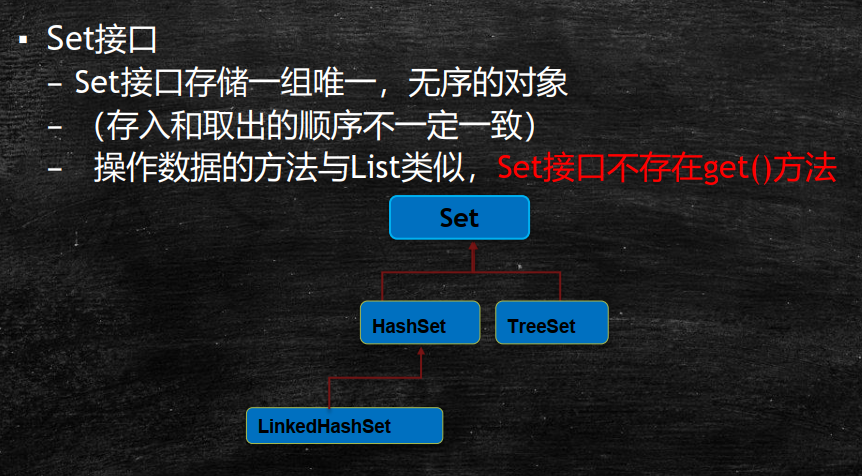 ▪ Set接口
– Set接口存储一组唯一，无序的对象
– （存入和取出的顺序不一定一致）
– 操作数据的方法与List类似，Set接口不存在get()方法
Set
HashSet TreeSet
LinkedHashSet